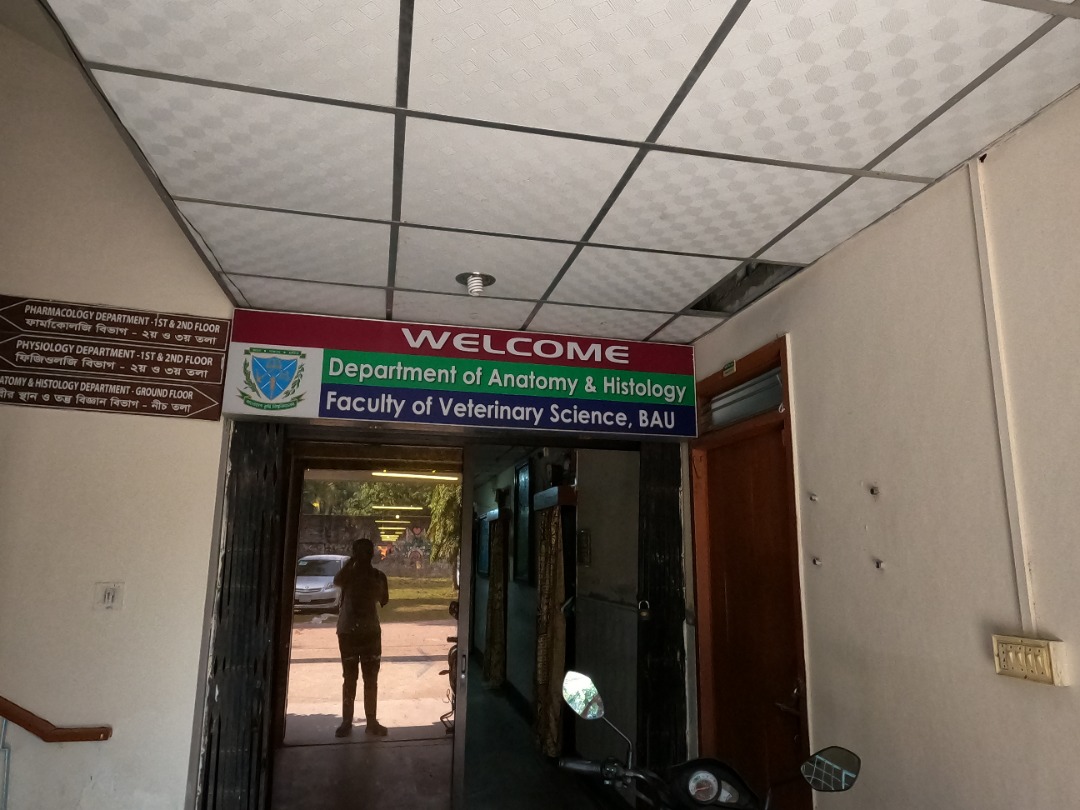 PHARMACOLOGY DEPARTMENT -1ST & 2ND FLOOR
ফার্মাকোলজি বিভাগ - ২য় ও ৩য় তলা
PHYSIOLOGY DEPARTMENT -1ST & 2ND FLOOR
ফিজিওলজি বিভাগ - ২য় ও ৩য় তলা
& HISTOLOGY DEPARTMENT - GROUND FLOOR
স্থান ও তন্তু বিজ্ঞান বিভাগ - নীচ তলা
WELCOME
Department of Anatomy & Histology
Faculty of Veterinary Science, BAU